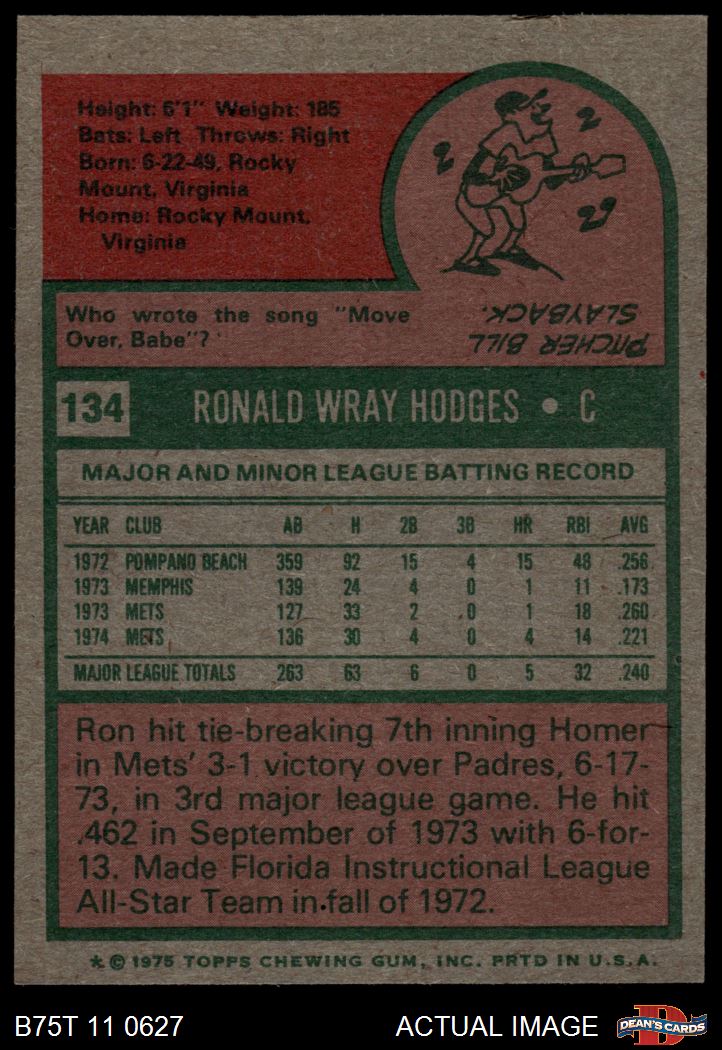 Height: 6'1" Weight: 185
Bats: Left Throws: Right
Born: 6-22-49, Rocky
Mount, Virginia
Home: Rocky Mount,
Virginia
Who wrote the song "Move
Over, Babe"?
PITCHER BILL
SLAYBACK.
134 RONALD WRAY HODGES • C
MAJOR AND MINOR LEAGUE BATTING RECORD
YEAR CLUB AB H 2B 3B HR RBI AVG
1972 POMPANO BEACH 359 92 15 4 15 48 .256
1973 MEMPHIS 139 24 4 0 1 11 .173
1973 METS 127 33 2 0 1 18 .260
1974 METS 136 30 4 0 4 14 .221
MAJOR LEAGUE TOTALS 263 63 6 0 5 32 .240
Ron hit tie-breaking 7th inning Homer
in Mets' 3-1 victory over Padres, 6-17-
73, in 3rd major league game. He hit
.462 in September of 1973 with 6-for-
13. Made Florida Instructional League
All-Star Team in fall of 1972.
*© 1975 TOPPS CHEWING GUM, INC. PRTD IN U.S.A.
B75T 11 0627 ACTUAL IMAGE
DEAN'S CARDS